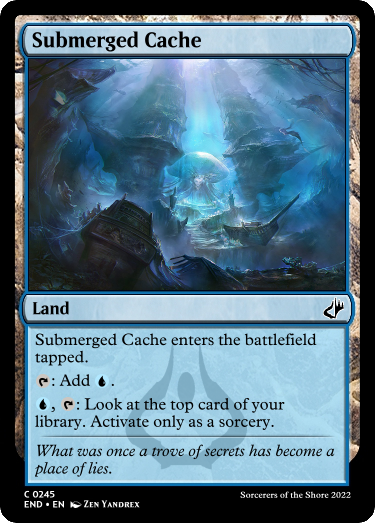 Submerged Cache
Land
Submerged Cache enters the battlefield
tapped.
: Add .
, : Look at the top card of your
library. Activate only as a sorcery.
What was once a trove of secrets has become a
place of lies.
C 0245
END • EN Zen Yandrex
Sorcerers of the Shore 2022